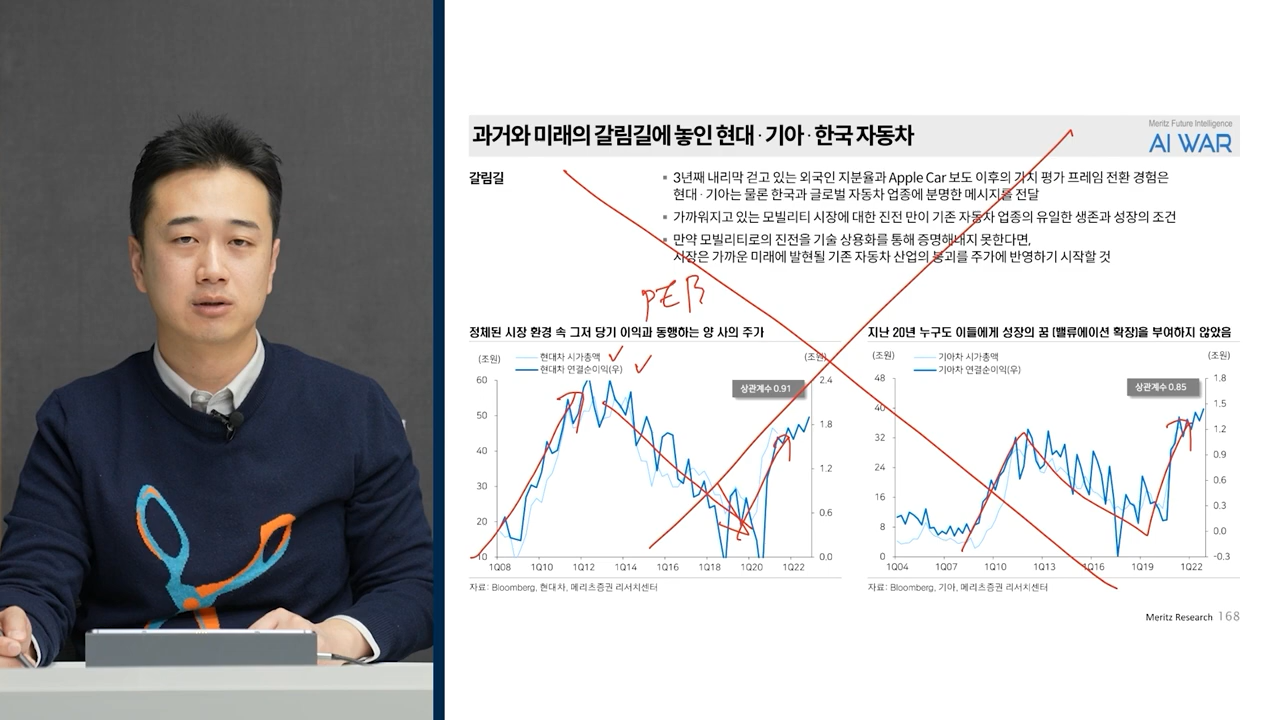 과거와 미래의 갈림길에 놓인 현대·기아·한국 자동차
Meritz Future Intelligence
AI WAR
갈림길
▪ 3년째 내리막 걷고 있는 외국인 지분율과 Apple Car 보도 이후의 가치 평가 프레임 전환 경험은
현대·기아는 물론 한국과 글로벌 자동차 업종에 분명한 메시지를 전달
▪ 가까워지고 있는 모빌리티 시장에 대한 진전 만이 기존 자동차 업종의 유일한 생존과 성장의 조건
▪ 만약 모빌리티로의 진전을 기술 상용화를 통해 증명해내지 못한다면,
시장은 가까운 미래에 발현될 기존 자동차 산업의 붕괴를 주가에 반영하기 시작할 것
PER
정체된 시장 환경 속 그저 당기 이익과 동행하는 양 사의 주가
(조원)
현대차 시가총액
현대차 연결순이익(우)
(조원)
상관계수 0.91
60
50
40
30
20
10
2.4
1.8
1.2
0.6
0.0
1Q08 1Q10 1Q12 1Q14 1Q16 1Q18 1Q20 1Q22
자료: Bloomberg, 현대차, 메리츠증권 리서치센터
지난 20년 누구도 이들에게 성장의 꿈 (밸류에이션 확장)을 부여하지 않았음
(조원)
기아차 시가총액
기아차 연결순이익(우)
(조원)
상관계수 0.85
48
40
32
24
16
8
0
1.8
1.5
1.2
0.9
0.6
0.3
0.0
-0.3
1Q04 1Q07 1Q10 1Q13 1Q16 1Q19 1Q22
자료: Bloomberg, 기아, 메리츠증권 리서치센터
Meritz Research 168